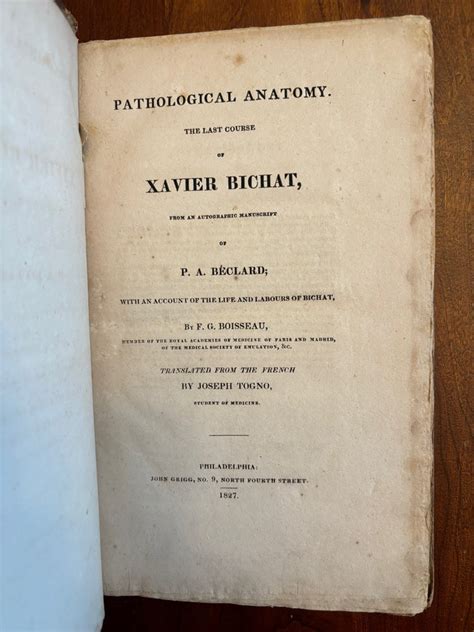 PATHOLOGICAL ANATOMY.
THE LAST COURSE
OF
XAVIER BICHAT,
FROM AN AUTOGRAPHIC MANUSCRIPT
OF
P. A. BÉCLARD;
WITH AN ACCOUNT OF THE LIFE AND LABOURS OF BICHAT,
BY F. G. BOISSEAU,
MEMBER OF THE ROYAL ACADEMIES OF MEDICINE OF PARIS AND MADRID,
OF THE MEDICAL SOCIETY OF EMULATION, &C.
TRANSLATED FROM THE FRENCH
BY JOSEPH TOGNO,
STUDENT OF MEDICINE.
PHILADELPHIA:
JOHN GRIGG, NO. 9, NORTH FOURTH STREET.
1827.